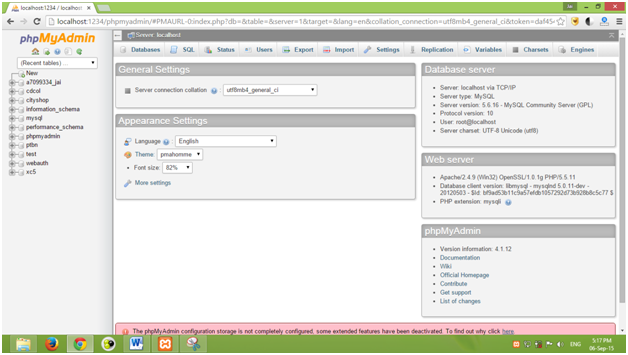 localhost:1234 / localhost
localhost:1234/phpmyadmin/#PMAURL-0:index.php?db=&table=&server=1&target=&lang=en&collation_connection=utf8mb4_general_ci&token=daf45
phpMyAdmin
(Recent tables) ...
New
a7099334_jai
cdcol
cityshop
information_schema
mysql
performance_schema
phpmyadmin
ptbn
test
webauth
xc5
Server: localhost
Databases
SQL
Status
Users
Export
Import
Settings
Replication
Variables
Charsets
Engines
General Settings
Server connection collation
utf8mb4_general_ci
Appearance Settings
Language
English
Theme:
pmahomme
Font size:
82%
More settings
Database server
Server: localhost via TCP/IP
Server type: MySQL
Server version: 5.6.16 - MySQL Community Server (GPL)
Protocol version: 10
User: root@localhost
Server charset: UTF-8 Unicode (utf8)
Web server
Apache/2.4.9 (Win32) OpenSSL/1.0.1g PHP/5.5.11
Database client version: libmysql - mysqlnd 5.0.11-dev -
PHP extension: mysqli
phpMyAdmin
Version information: 4.1.12
Documentation
Wiki
Official Homepage
Contribute
Get support
List of changes
The phpMyAdmin configuration storage is not completely configured, some extended features have been deactivated. To find out why click here.
ENG
5:17 PM
06-Sep-15